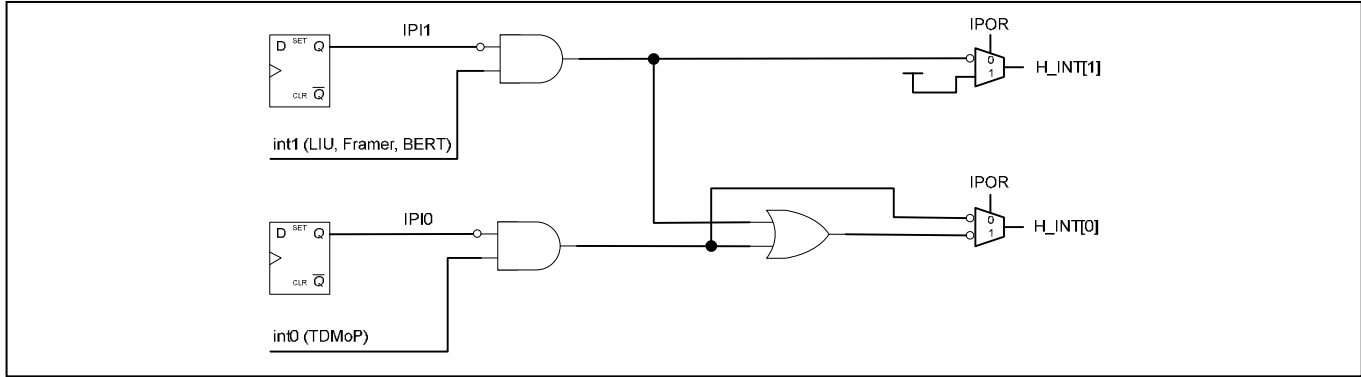 IPOR
D SET Q
IPI1
0
1
H_INT[1]
CLR Q
int1 (LIU, Framer, BERT)
IPOR
D SET Q
IPI0
0
1
H_INT[0]
CLR Q
int0 (TDMoP)